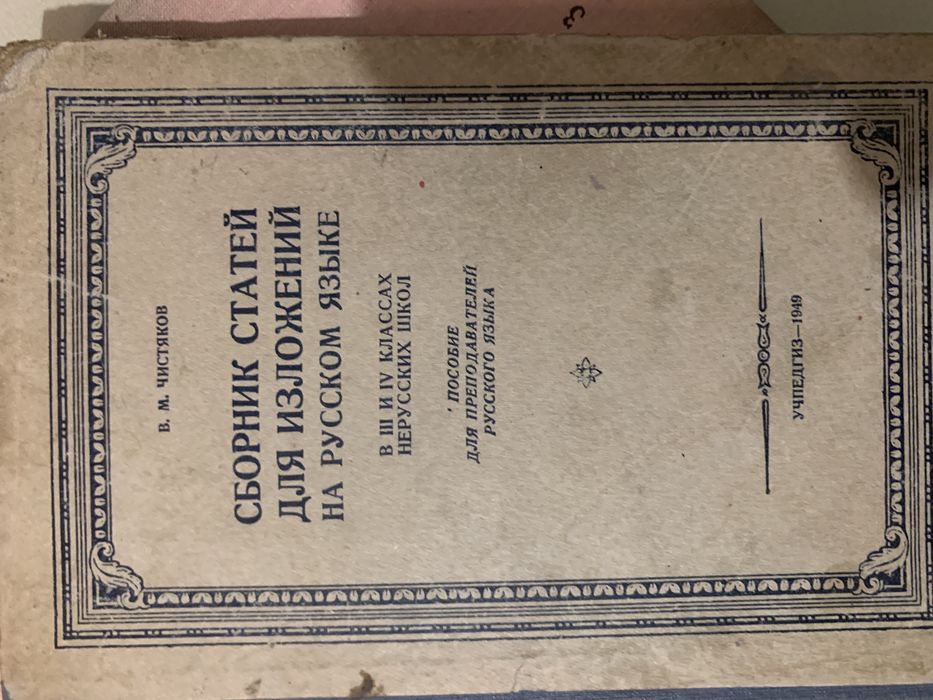 В. М. ЧИСТЯКОВ
СБОРНИК СТАТЕЙ
ДЛЯ ИЗЛОЖЕНИЙ
НА РУССКОМ ЯЗЫКЕ
В III И IV КЛАССАХ
НЕРУССКИХ ШКОЛ
ПОСОБИЕ
ДЛЯ ПРЕПОДАВАТЕЛЕЙ
РУССКОГО ЯЗЫКА
УЧПЕДГИЗ—1949